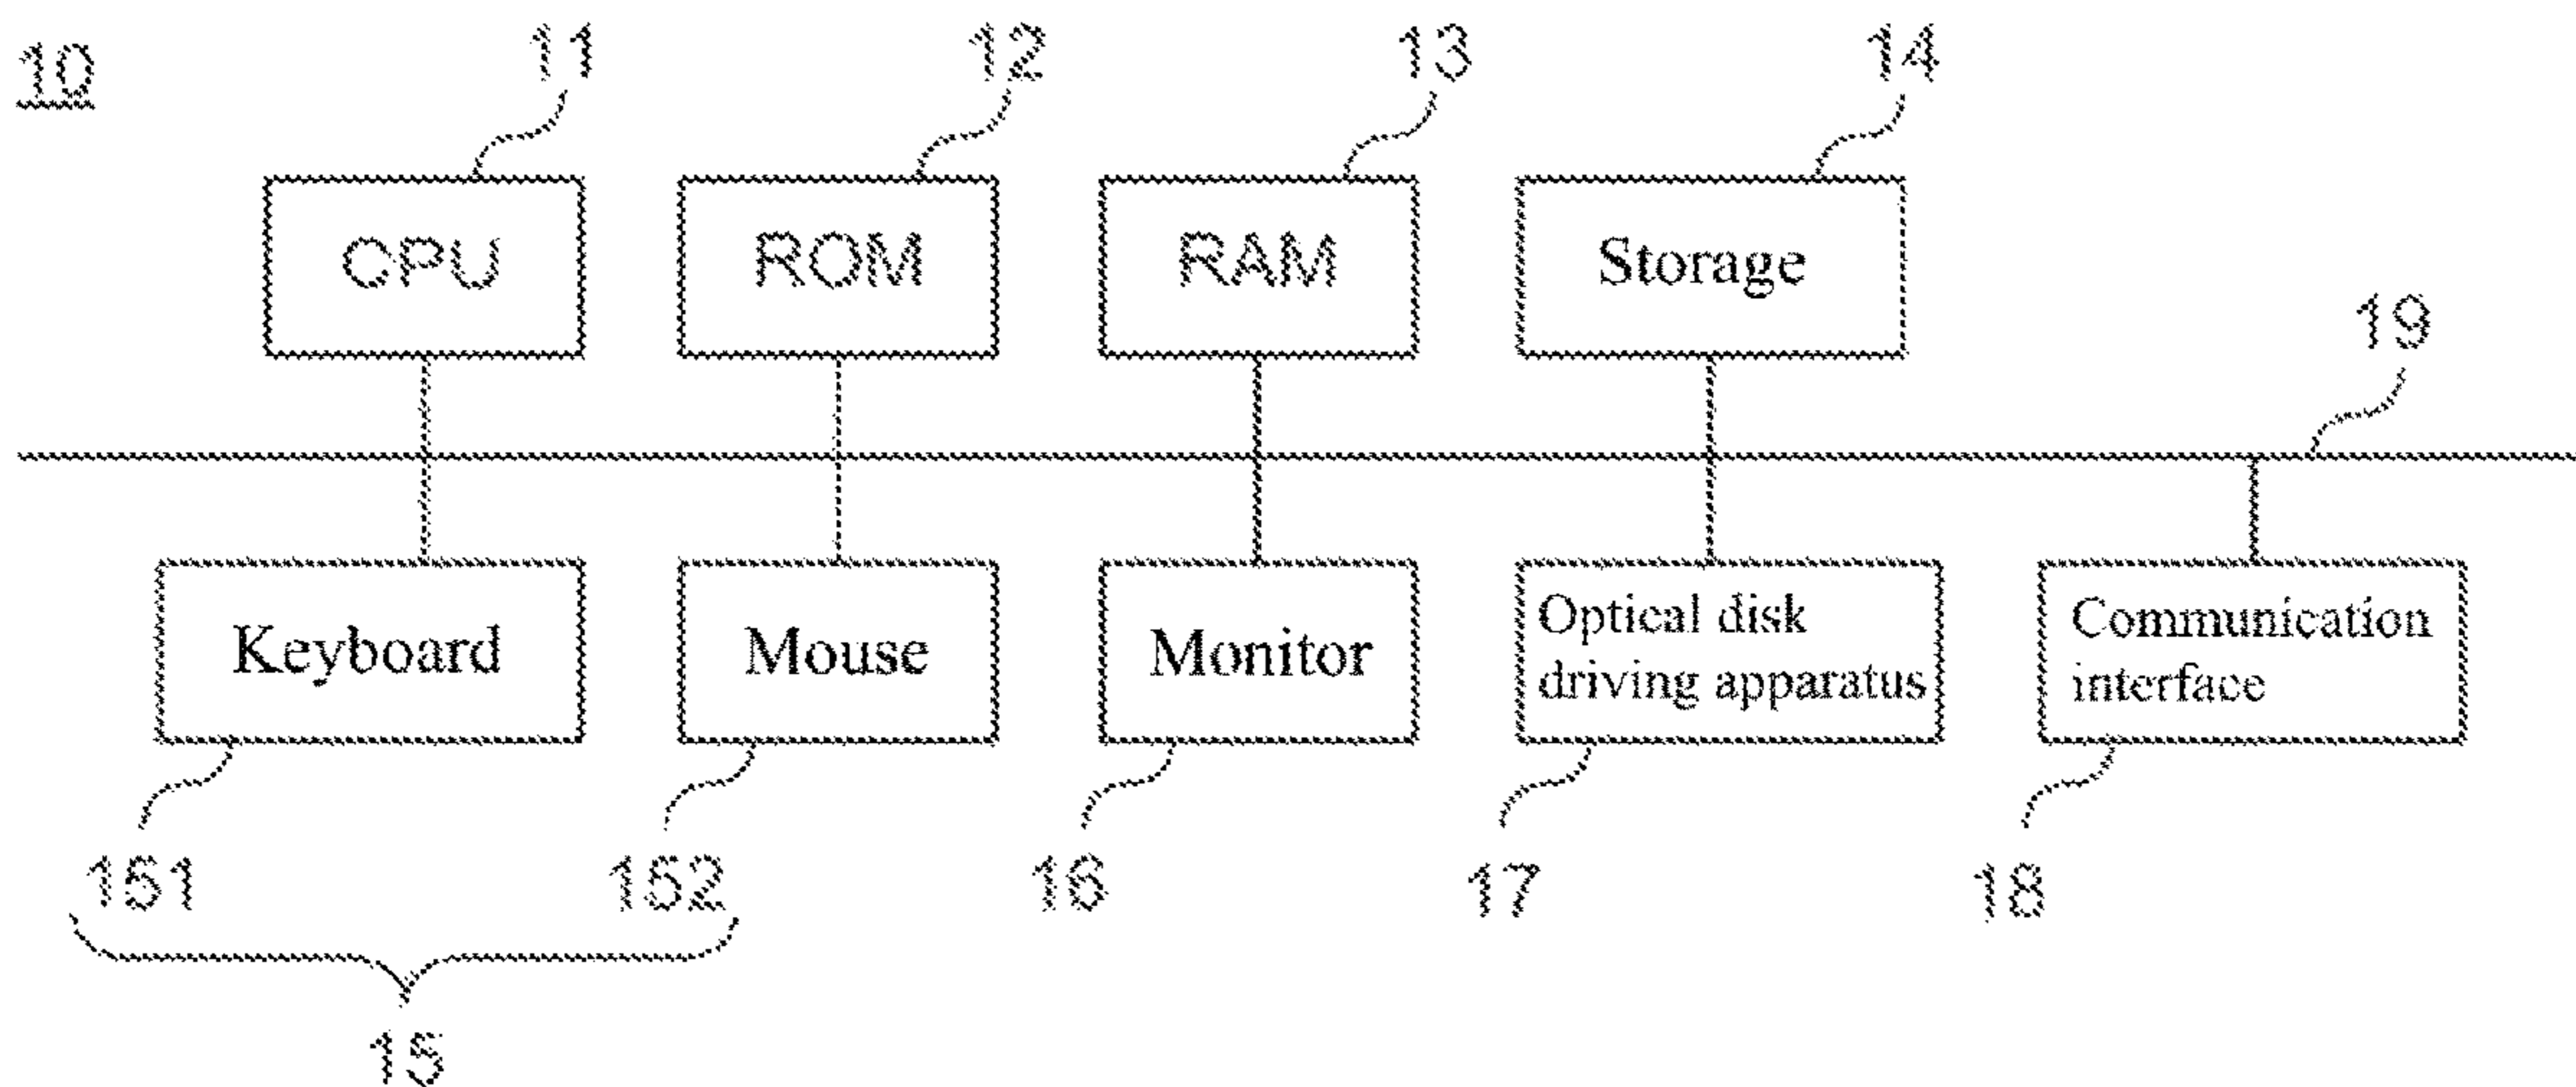 10
11
12
13
14
CPU
ROM
RAM
Storage
19
Keyboard
Mouse
Monitor
Optical disk
driving apparatus
Communication
interface
151
152
16
17
18
15